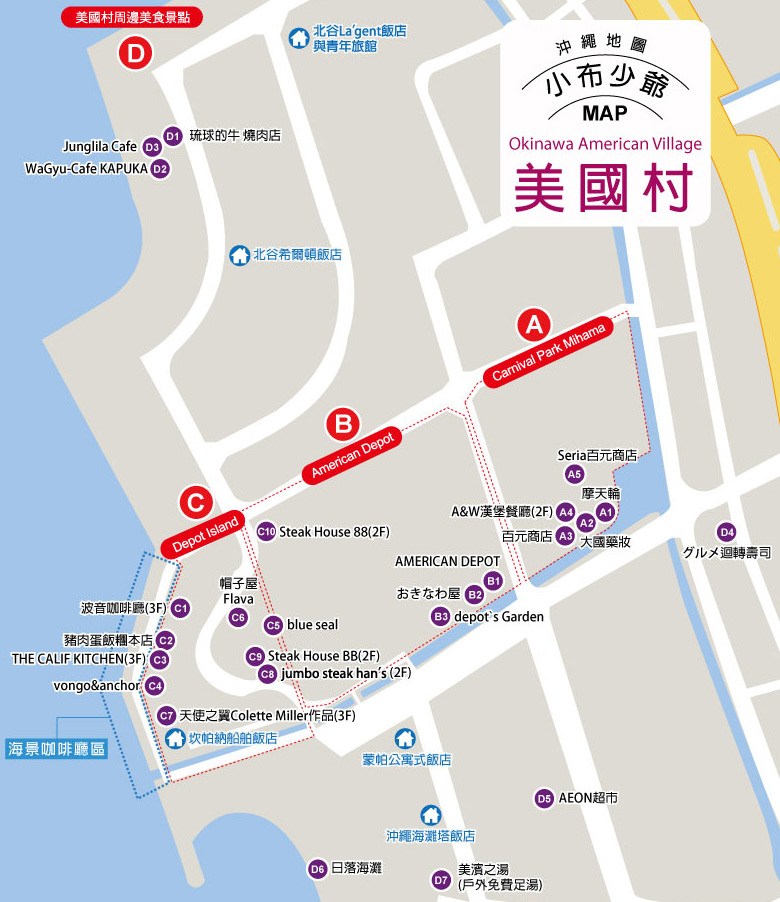 美國村周邊美食景點
D
北谷La'gent飯店
與青年旅館
沖繩地圖
小布少爺
MAP
Okinawa American Village
美國村
D1 琉球的牛 燒肉店
Junglila Cafe D3
WaGyu-Cafe KAPUKA D2
北谷希爾頓飯店
A
Carnival Park Mihama
B
American Depot
C
Depot Island
Seria百元商店
A5
摩天輪
A&W漢堡餐廳(2F) A4
A1
A2
百元商店 A3
大國藥妝
D4
グルメ迴轉壽司
C10 Steak House 88(2F)
AMERICAN DEPOT
B1
おきなわ屋 B2
B3 depot`s Garden
帽子屋
Flava
C6
波音咖啡廳(3F) C1
C5 blue seal
豬肉蛋飯糰本店 C2
THE CALIF KITCHEN(3F) C3
C9 Steak House BB(2F)
C8 jumbo steak han's (2F)
vongo&anchor C4
C7 天使之翼Colette Miller作品(3F)
坎帕納船舶飯店
海景咖啡廳區
蒙帕公寓式飯店
D5 AEON超市
沖繩海灘塔飯店
D6 日落海灘
D7 美濱之湯
(戶外免費足湯)